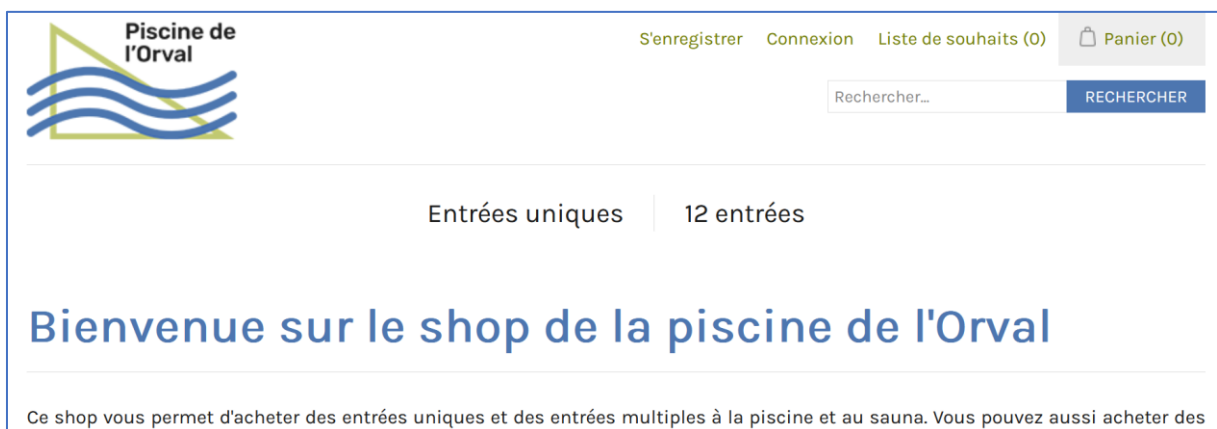 Piscine de
l'Orval
S'enregistrer Connexion Liste de souhaits (0) Panier (0)
Rechercher... RECHERCHER
Entrées uniques 12 entrées
Bienvenue sur le shop de la piscine de l'Orval
Ce shop vous permet d'acheter des entrées uniques et des entrées multiples à la piscine et au sauna. Vous pouvez aussi acheter des